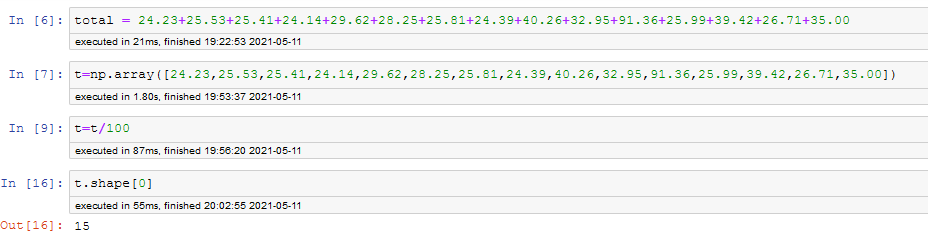 In [6]: total = 24.23+25.53+25.41+24.14+29.62+28.25+25.81+24.39+40.26+32.95+91.36+25.99+39.42+26.71+35.00
executed in 21ms, finished 19:22:53 2021-05-11
In [7]: t=np.array([24.23,25.53,25.41,24.14,29.62,28.25,25.81,24.39,40.26,32.95,91.36,25.99,39.42,26.71,35.00])
executed in 1.80s, finished 19:53:37 2021-05-11
In [9]: t=t/100
executed in 87ms, finished 19:56:20 2021-05-11
In [16]: t.shape[0]
executed in 55ms, finished 20:02:55 2021-05-11
Out[16]: 15